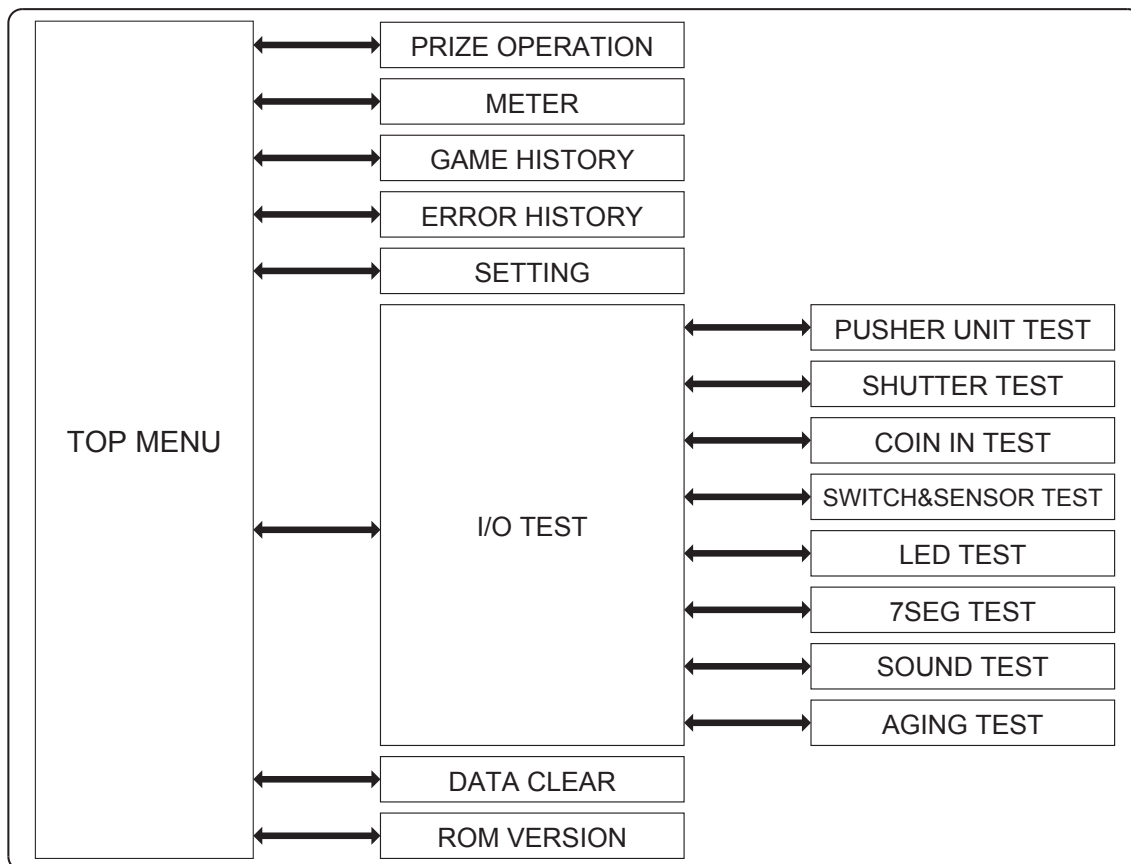 TOP MENU
PRIZE OPERATION
METER
GAME HISTORY
ERROR HISTORY
SETTING
I/O TEST
PUSHER UNIT TEST
SHUTTER TEST
COIN IN TEST
SWITCH&SENSOR TEST
LED TEST
7SEG TEST
SOUND TEST
AGING TEST
DATA CLEAR
ROM VERSION